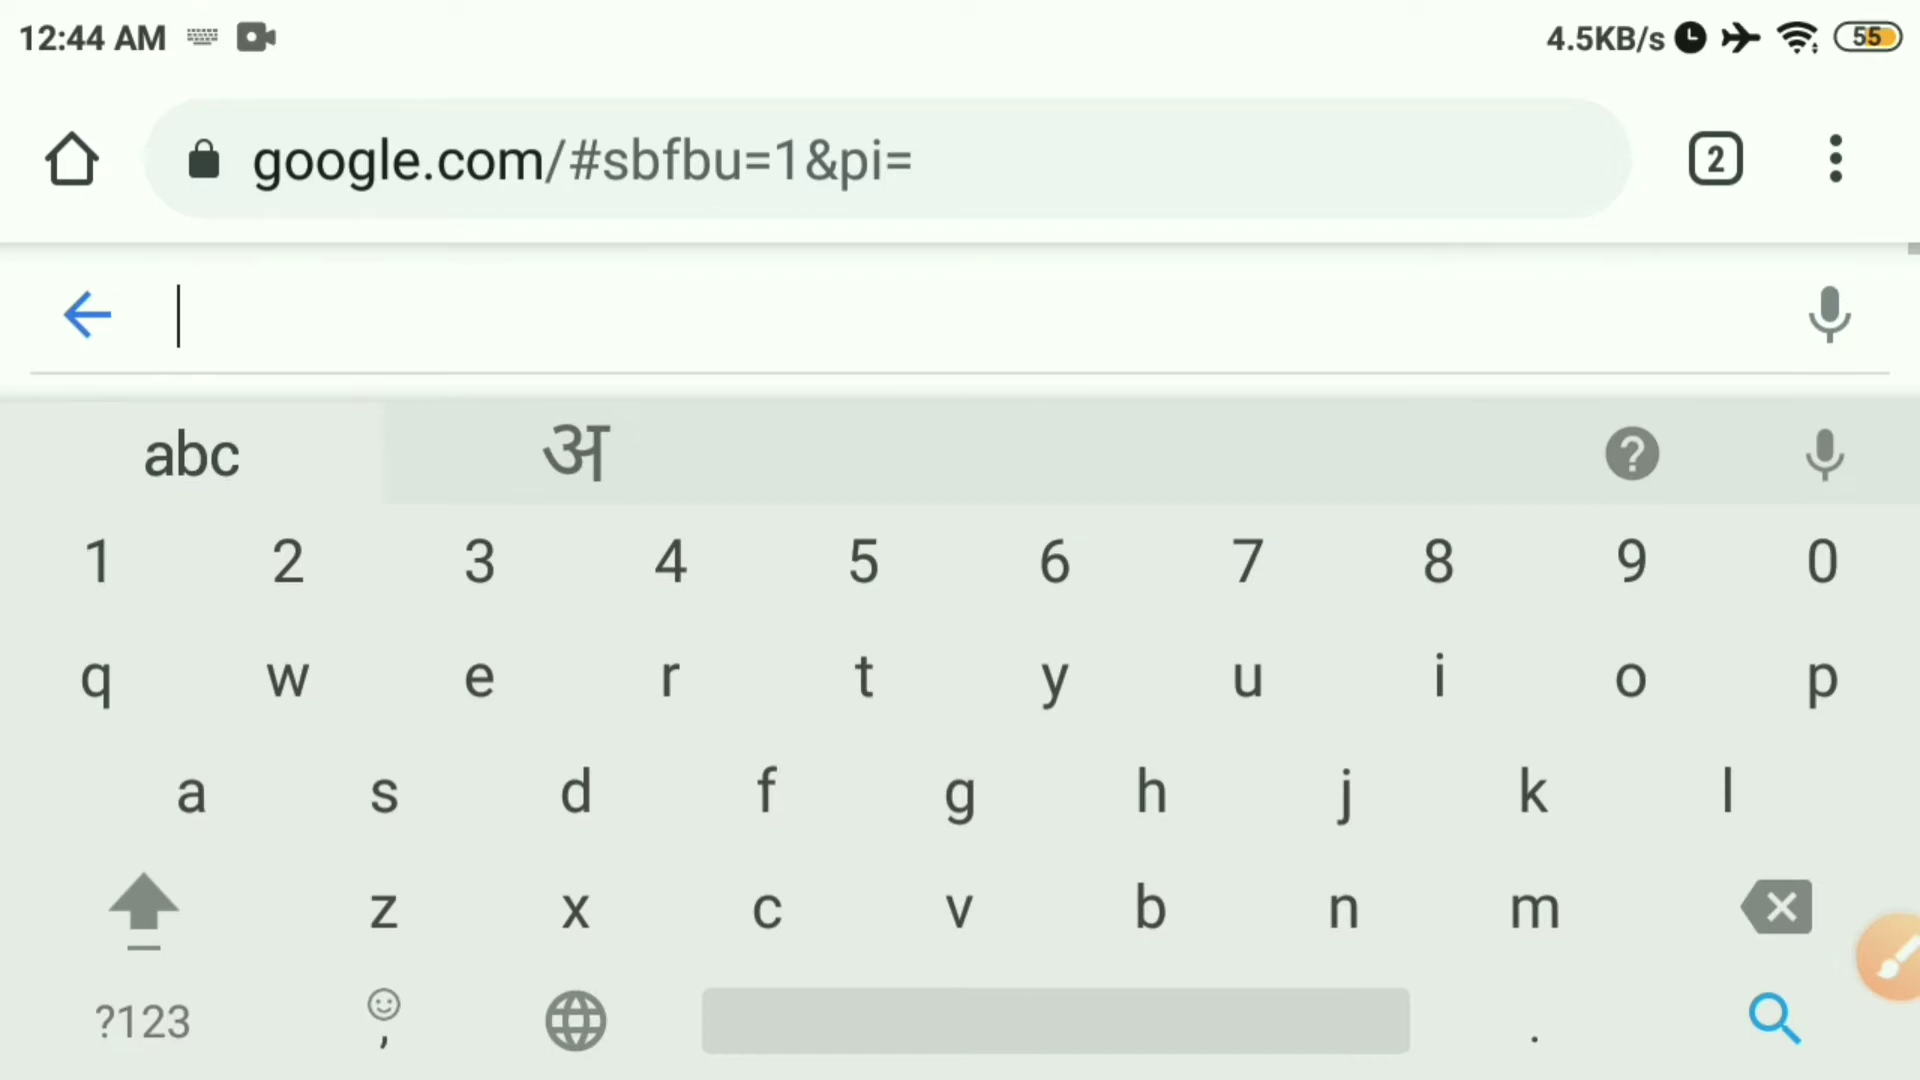 12:44 AM 4.5KB/s 55
google.com/#sbfbu=1&pi= 2
abc अ ?
1 2 3 4 5 6 7 8 9 0
q w e r t y u i o p
a s d f g h j k l
z x c v b n m
?123 , .